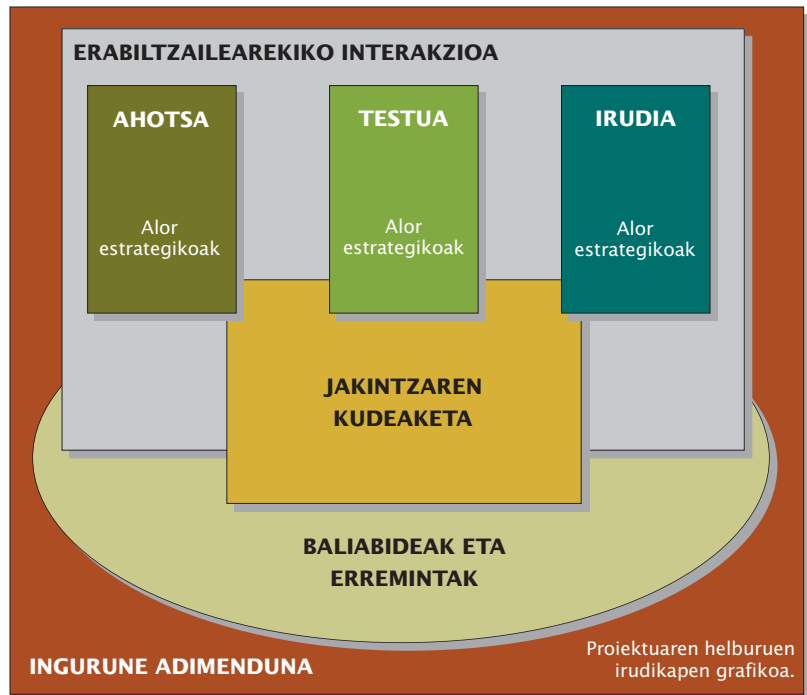 ERABILTZAILEAREKIKO INTERAKZIOA
AHOTSA
Alor
estrategikoak
TESTUA
Alor
estrategikoak
IRUDIA
Alor
estrategikoak
JAKINTZAREN
KUDEAKETA
BALIABIDEAK ETA
ERREMINTAK
INGURUNE ADIMENDUNA
Proiektuaren helburuen
irudikapen grafikoa.